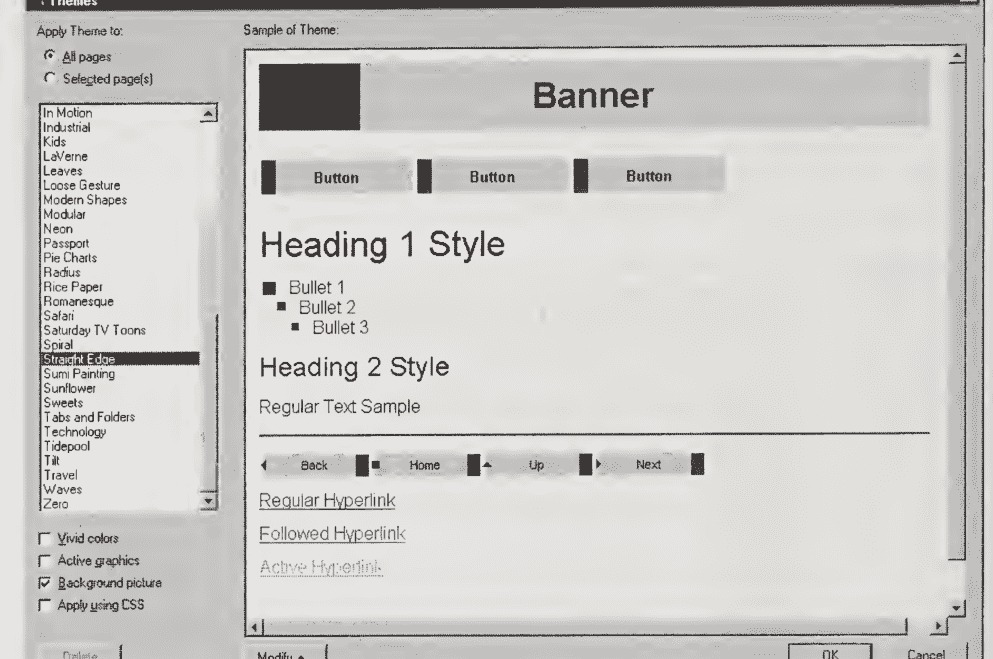 Themes
Apply Theme to:
All pages
Selected page(s)
In Motion
Industrial
Kids
LaVerne
Leaves
Loose Gesture
Modern Shapes
Modular
Neon
Passport
Pie Charts
Radius
Rice Paper
Romanesque
Safari
Saturday TV Toons
Spiral
Straight Edge
Sumi Painting
Sunflower
Sweets
Tabs and Folders
Technology
Tidepool
Tilt
Travel
Waves
Zero
Vivid colors
Active graphics
Background picture
Apply using CSS
Delete
Sample of Theme:
Banner
Button Button Button
Heading 1 Style
Bullet 1
Bullet 2
Bullet 3
Heading 2 Style
Regular Text Sample
Back Home Up Next
Regular Hyperlink
Followed Hyperlink
Active Hyperlink
Modify
OK Cancel